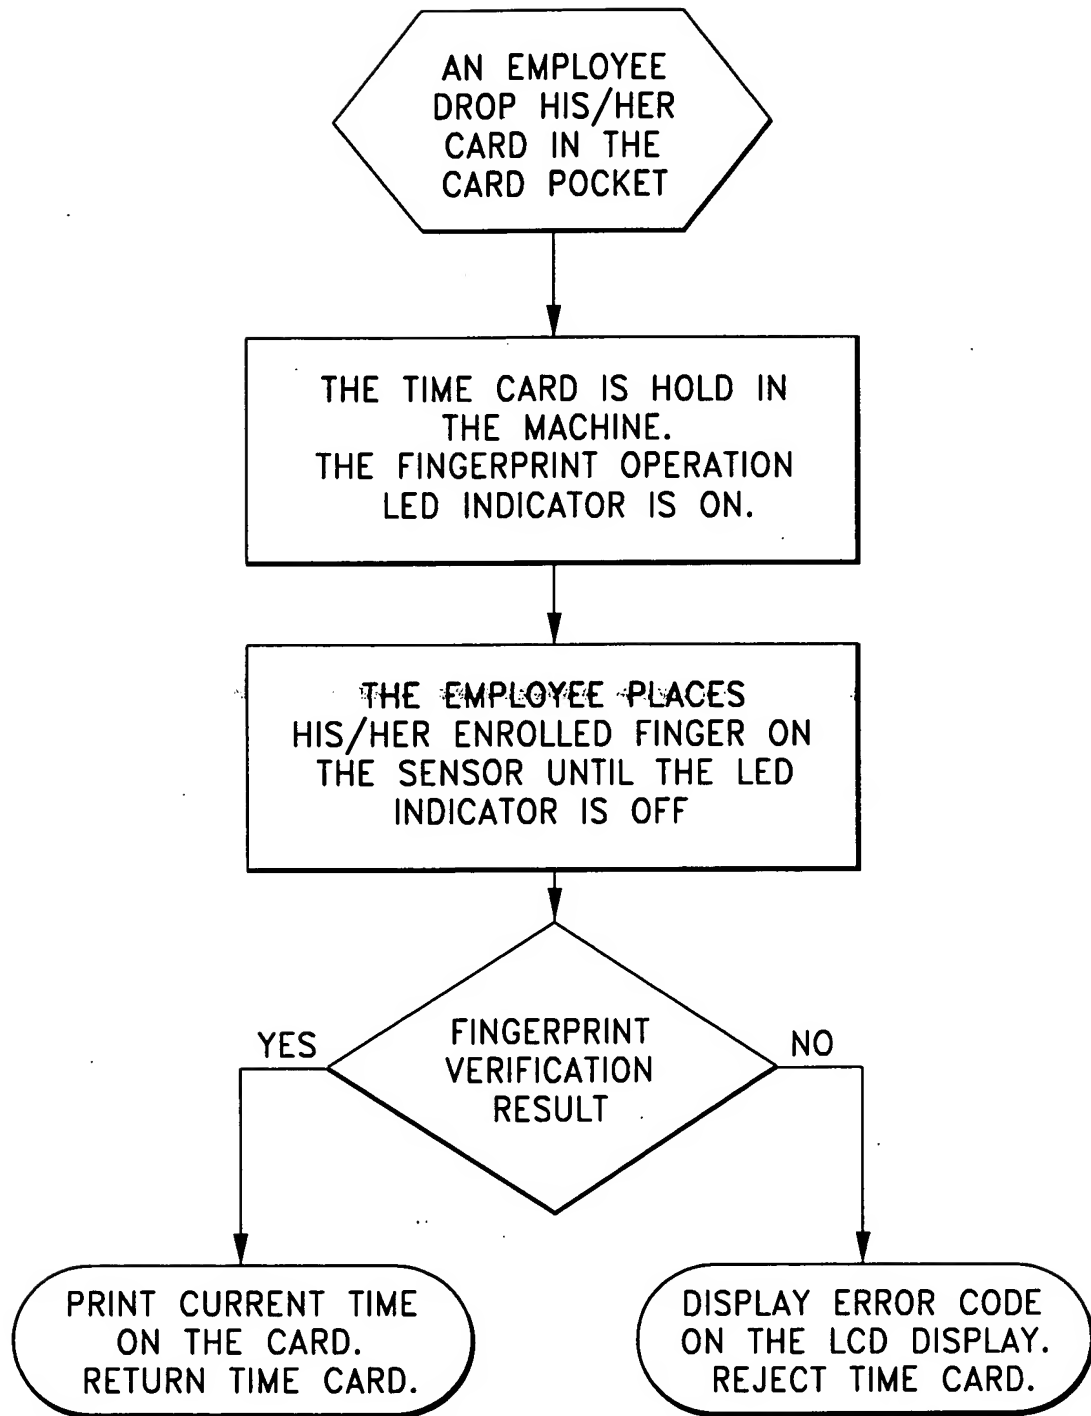 AN EMPLOYEE
DROP HIS/HER
CARD IN THE
CARD POCKET
THE TIME CARD IS HOLD IN
THE MACHINE.
THE FINGERPRINT OPERATION
LED INDICATOR IS ON.
THE EMPLOYEE PLACES
HIS/HER ENROLLED FINGER ON
THE SENSOR UNTIL THE LED
INDICATOR IS OFF
YES
FINGERPRINT
VERIFICATION
RESULT
NO
PRINT CURRENT TIME
ON THE CARD.
RETURN TIME CARD.
DISPLAY ERROR CODE
ON THE LCD DISPLAY.
REJECT TIME CARD.